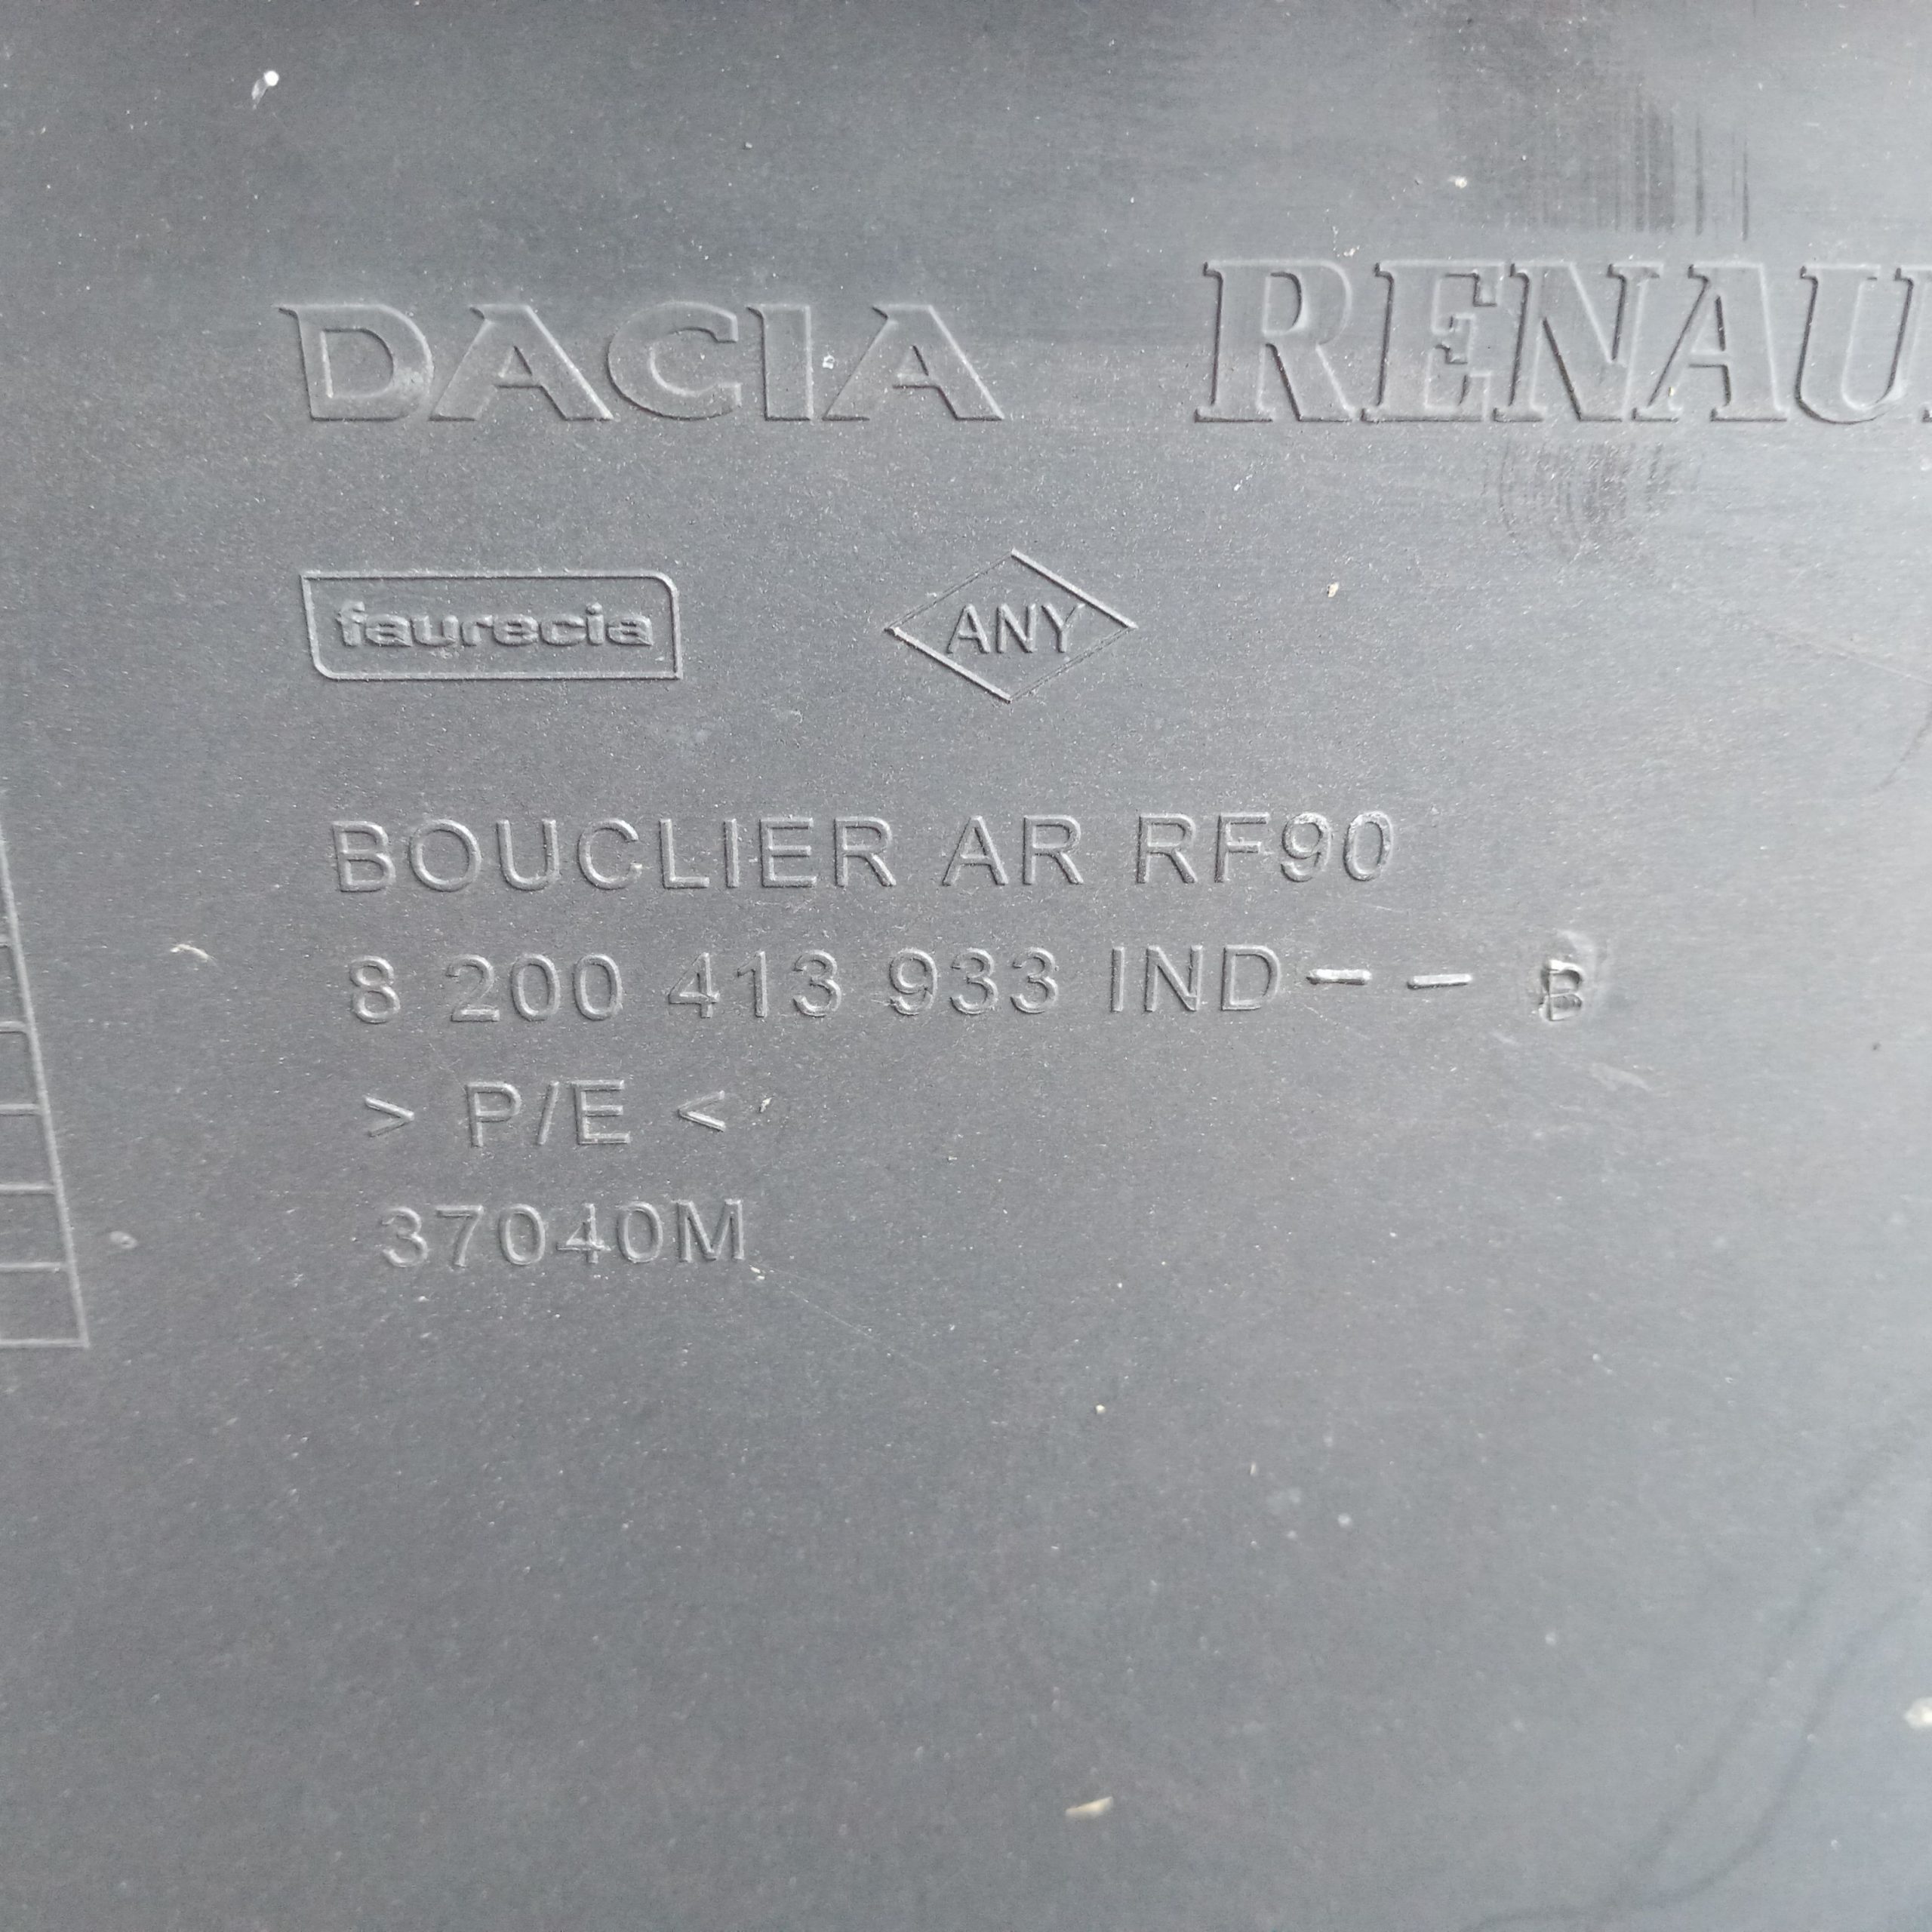 DACIA RENAU
faurecia ANY
BOUCLIER AR RF90
8 200 413 933 IND-- B
> P/E <
37040M